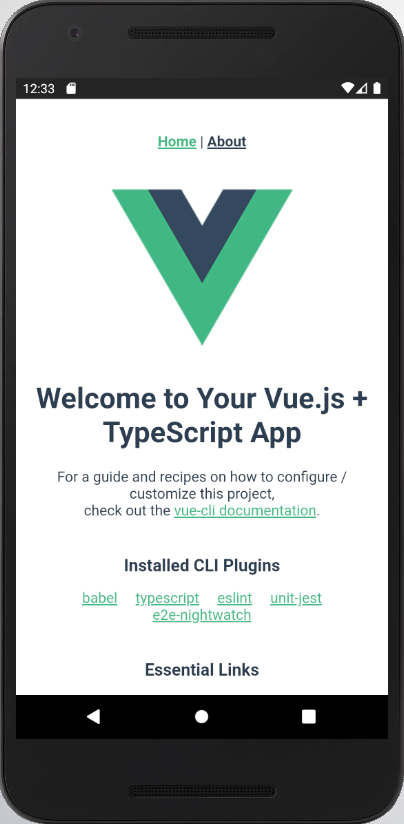 12:33
Home | About
Welcome to Your Vue.js +
TypeScript App
For a guide and recipes on how to configure /
customize this project,
check out the vue-cli documentation.
Installed CLI Plugins
babel typescript eslint unit-jest
e2e-nightwatch
Essential Links